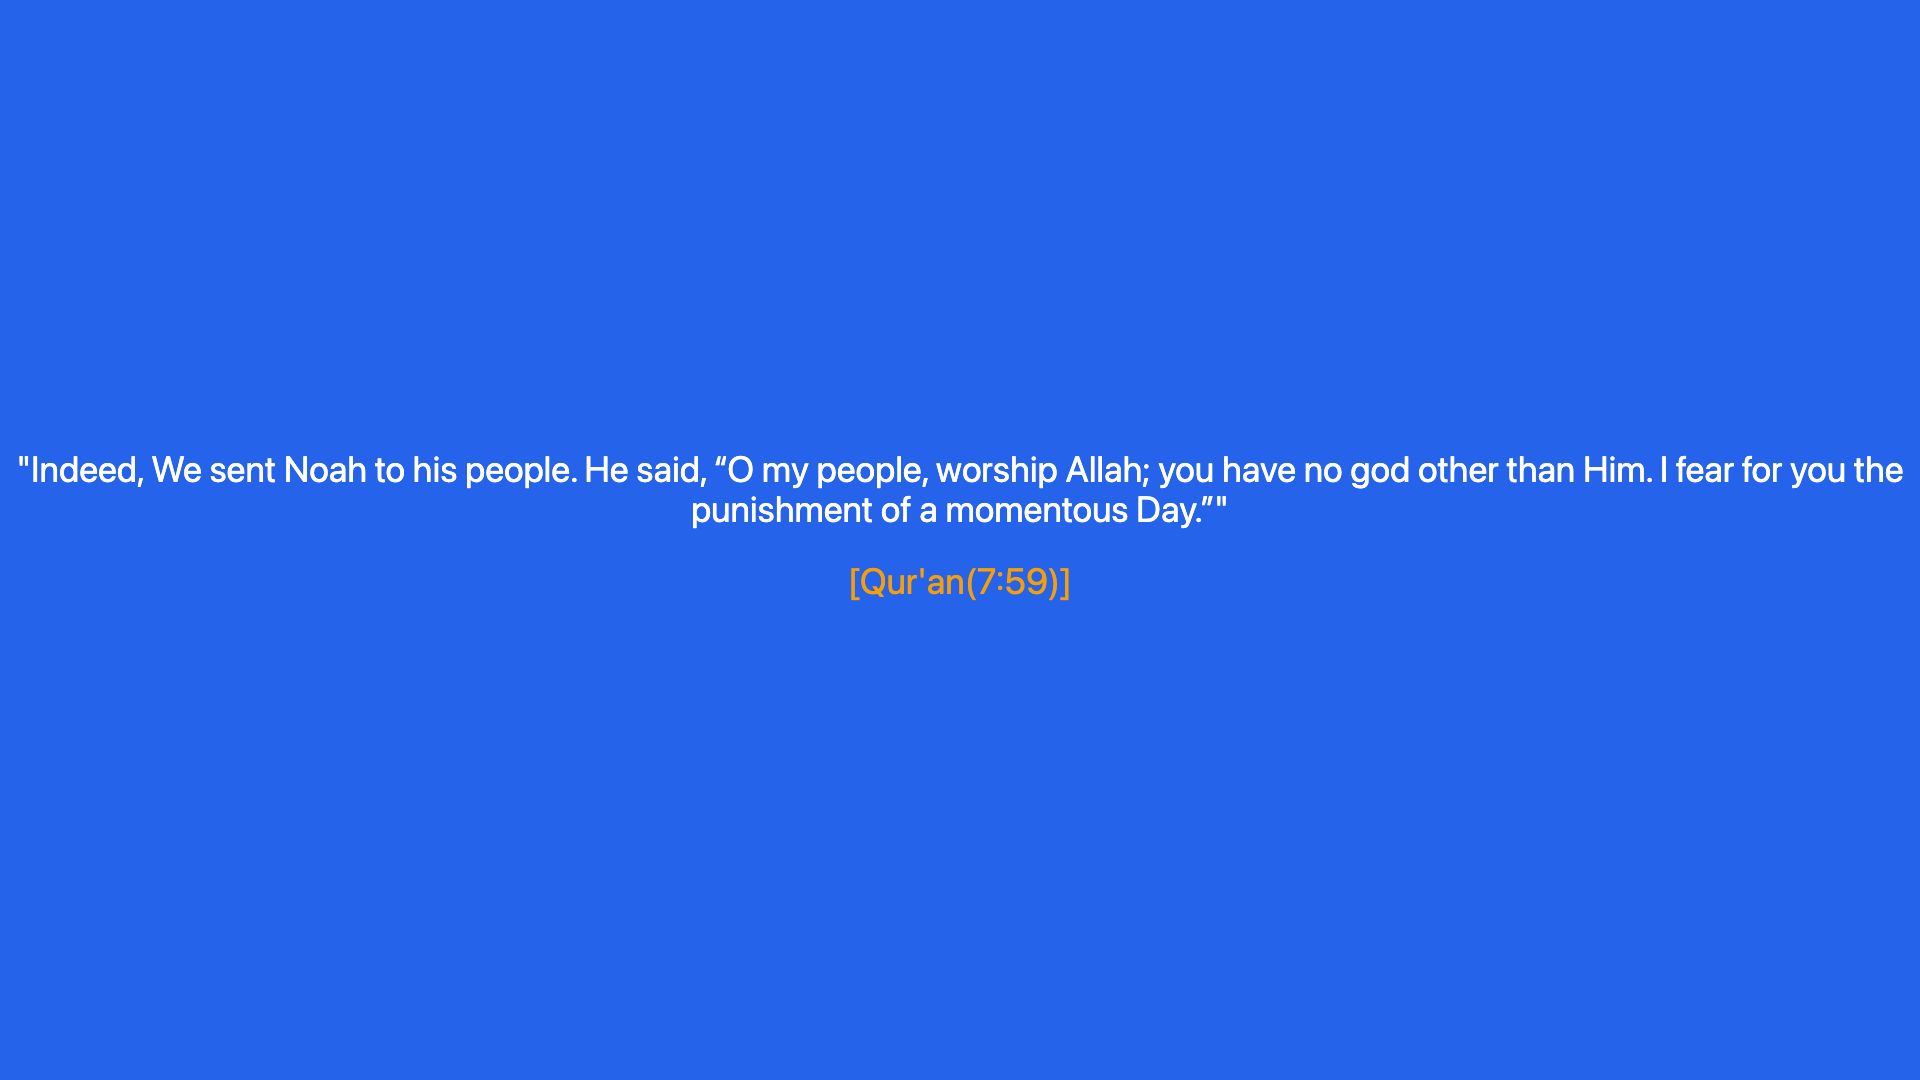 "Indeed, We sent Noah to his people. He said, “O my people, worship Allah; you have no god other than Him. I fear for you the
punishment of a momentous Day.”"
[Qur'an(7:59)]